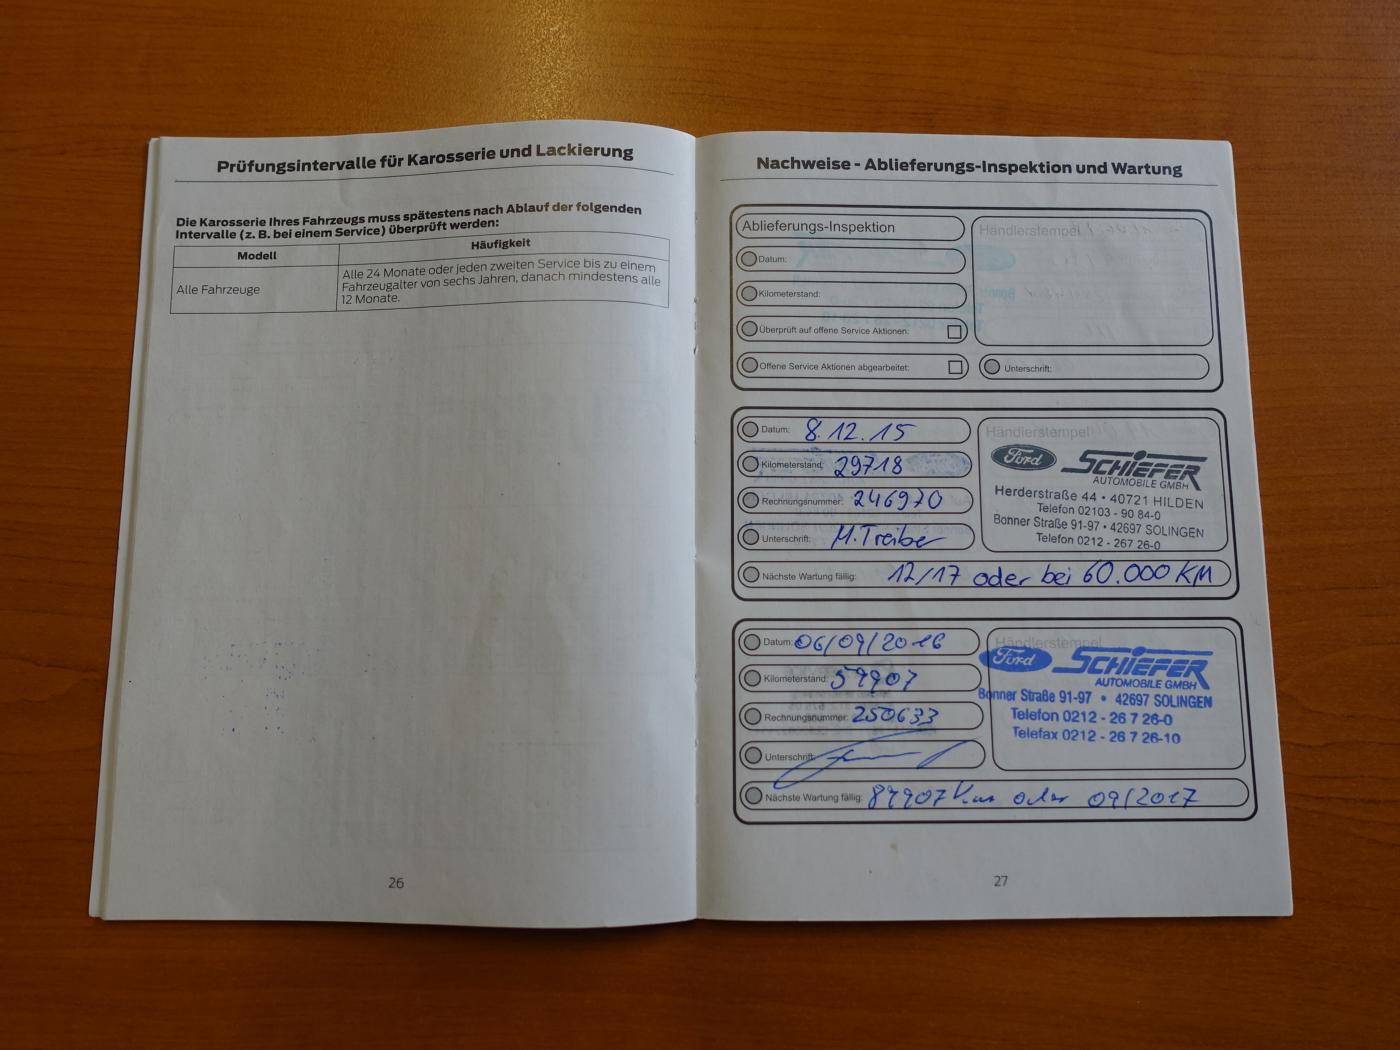 Prüfungsintervalle für Karosserie und Lackierung
Die Karosserie Ihres Fahrzeugs muss spätestens nach Ablauf der folgenden
Intervalle (z. B. bei einem Service) überprüft werden:
Modell Häufigkeit
Alle Fahrzeuge
Alle 24 Monate oder jeden zweiten Service bis zu einem
Fahrzeugalter von sechs Jahren, danach mindestens alle
12 Monate.
26
Nachweise - Ablieferungs-Inspektion und Wartung
Ablieferungs-Inspektion
Händlerstempel
Datum:
Kilometerstand:
Überprüft auf offene Service Aktionen:
Offene Service Aktionen abgearbeitet:
Unterschrift:
Datum: 8.12.15
Kilometerstand: 29718
Rechnungsnummer: 246970
Unterschrift: M.Treiber
Händlerstempel
Ford SCHIEFER
AUTOMOBILE GMBH
Herderstraße 44 • 40721 HILDEN
Telefon 02103 - 90 84-0
Bonner Straße 91-97 • 42697 SOLINGEN
Telefon 0212 - 267 26-0
Nächste Wartung fällig: 12/17 oder bei 60.000 KM
Datum: 06/09/2016
Kilometerstand: 59907
Rechnungsnummer: 250633
Unterschrift:
Händlerstempel
Ford SCHIEFER
AUTOMOBILE GMBH
Bonner Straße 91-97 • 42697 SOLINGEN
Telefon 0212 - 26 7 26-0
Telefax 0212 - 26 7 26-10
Nächste Wartung fällig: 89907 Km oder 09/2017
27